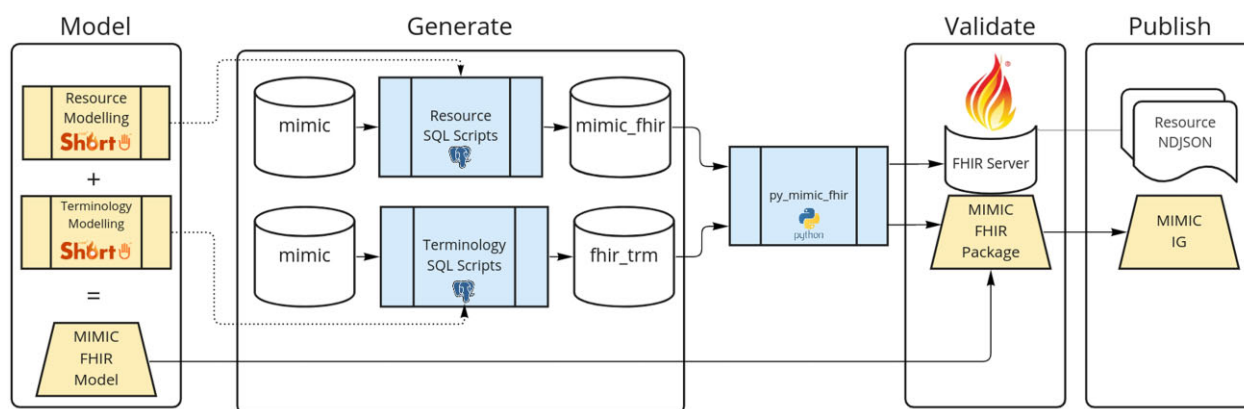 Model
Generate
Validate
Publish
Resource
Modelling
Short
+
Terminology
Modelling
Short
=
MIMIC
FHIR
Model
mimic
Resource
SQL Scripts
mimic_fhir
mimic
Terminology
SQL Scripts
fhir_trm
py_mimic_fhir
python
FHIR Server
MIMIC
FHIR
Package
Resource
NDJSON
MIMIC
IG